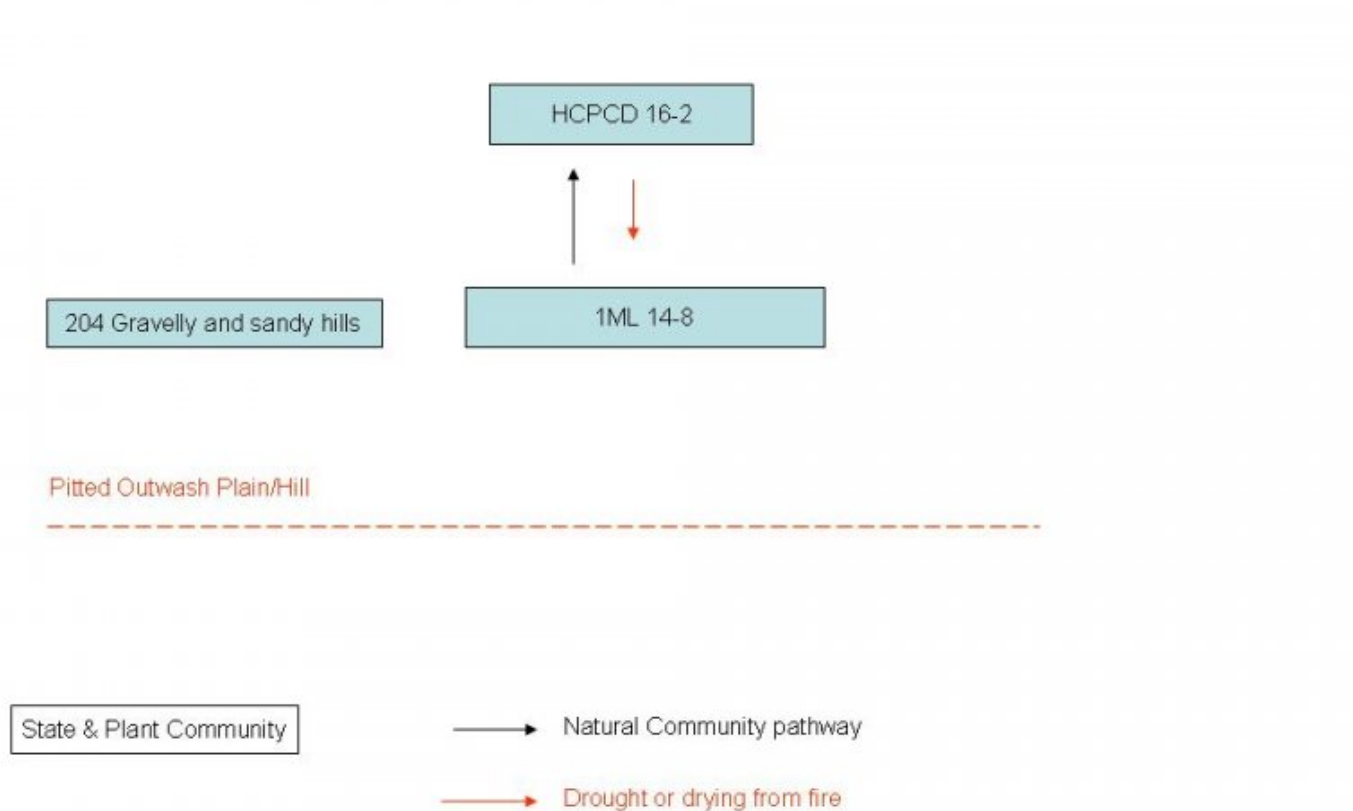 HCPCD 16-2
204 Gravelly and sandy hills
1ML 14-8
Pitted Outwash Plain/Hill
State & Plant Community
Natural Community pathway
Drought or drying from fire